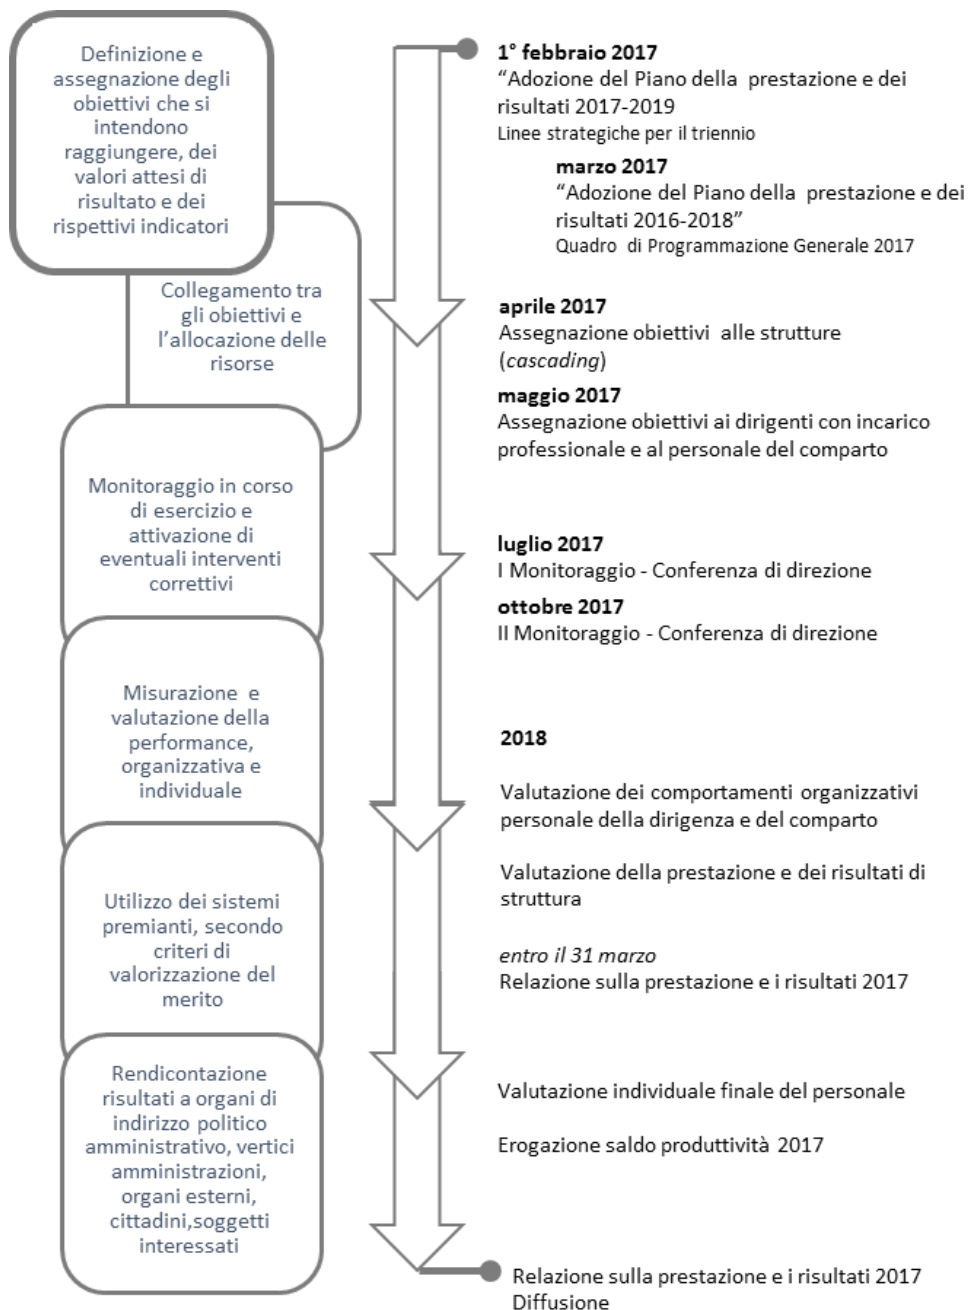 Definizione e
assegnazione degli
obiettivi che si
intendono
raggiungere, dei
valori attesi di
risultato e dei
rispettivi indicatori
Collegamento tra
gli obiettivi e
l’allocazione delle
risorse
Monitoraggio in corso
di esercizio e
attivazione di
eventuali interventi
correttivi
Misurazione e
valutazione della
performance,
organizzativa e
individuale
Utilizzo dei sistemi
premianti, secondo
criteri di
valorizzazione del
merito
Rendicontazione
risultati a organi di
indirizzo politico
amministrativo, vertici
amministrazioni,
organi esterni,
cittadini,soggetti
interessati
1° febbraio 2017
“Adozione del Piano della prestazione e dei
risultati 2017-2019
Linee strategiche per il triennio
marzo 2017
“Adozione del Piano della prestazione e dei
risultati 2016-2018”
Quadro di Programmazione Generale 2017
aprile 2017
Assegnazione obiettivi alle strutture
(cascading)
maggio 2017
Assegnazione obiettivi ai dirigenti con incarico
professionale e al personale del comparto
luglio 2017
I Monitoraggio - Conferenza di direzione
ottobre 2017
II Monitoraggio - Conferenza di direzione
2018
Valutazione dei comportamenti organizzativi
personale della dirigenza e del comparto
Valutazione della prestazione e dei risultati di
struttura
entro il 31 marzo
Relazione sulla prestazione e i risultati 2017
Valutazione individuale finale del personale
Erogazione saldo produttività 2017
Relazione sulla prestazione e i risultati 2017
Diffusione